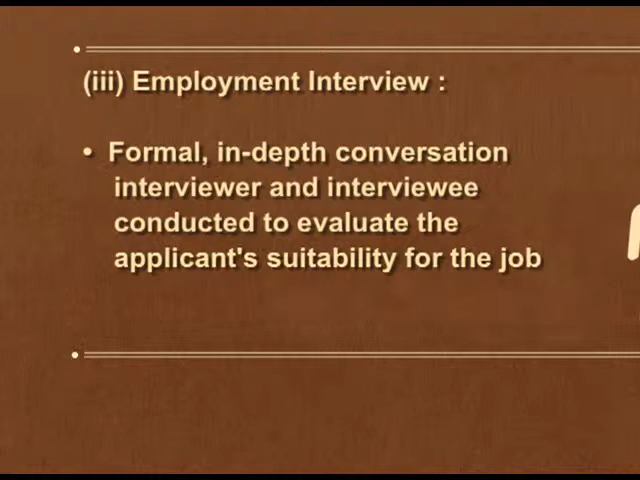 (iii) Employment Interview :
• Formal, in-depth conversation
interviewer and interviewee
conducted to evaluate the
applicant's suitability for the job